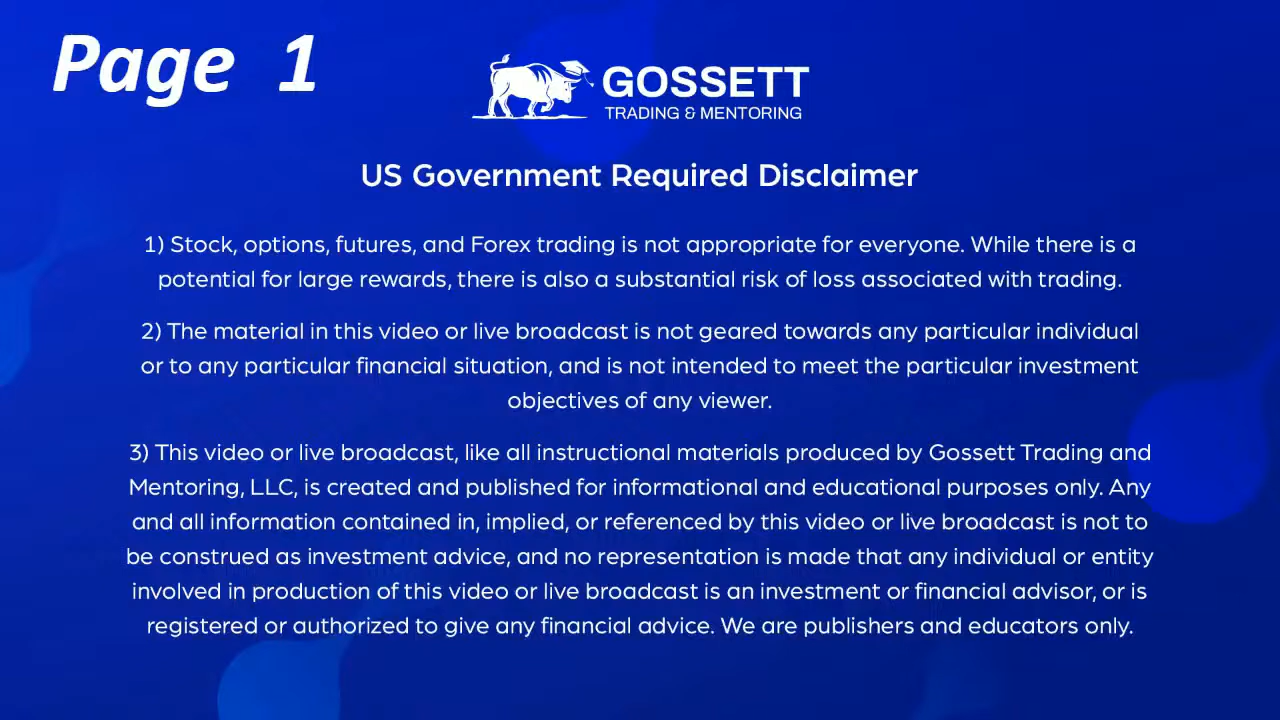 Page 1
GOSSETT
TRADING & MENTORING
US Government Required Disclaimer
1) Stock, options, futures, and Forex trading is not appropriate for everyone. While there is a
potential for large rewards, there is also a substantial risk of loss associated with trading.
2) The material in this video or live broadcast is not geared towards any particular individual
or to any particular financial situation, and is not intended to meet the particular investment
objectives of any viewer.
3) This video or live broadcast, like all instructional materials produced by Gossett Trading and
Mentoring, LLC, is created and published for informational and educational purposes only. Any
and all information contained in, implied, or referenced by this video or live broadcast is not to
be construed as investment advice, and no representation is made that any individual or entity
involved in production of this video or live broadcast is an investment or financial advisor, or is
registered or authorized to give any financial advice. We are publishers and educators only.